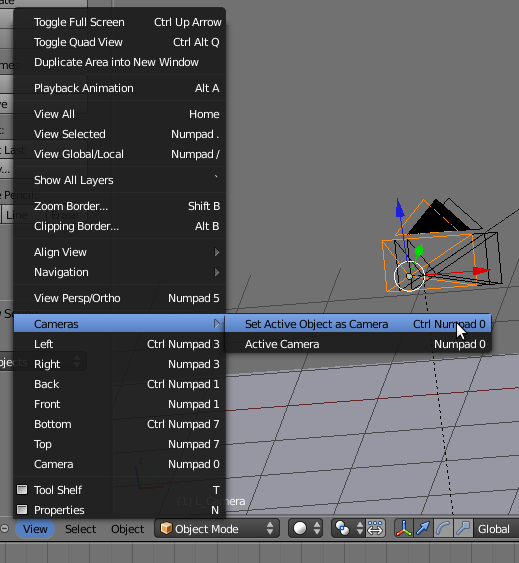 Toggle Full Screen Ctrl Up Arrow
Toggle Quad View Ctrl Alt Q
Duplicate Area into New Window
Playback Animation Alt A
View All Home
View Selected Numpad .
View Global/Local Numpad /
Show All Layers `
Zoom Border... Shift B
Clipping Border... Alt B
Align View
Navigation
View Persp/Ortho Numpad 5
Cameras
Set Active Object as Camera Ctrl Numpad 0
Left Ctrl Numpad 3
Active Camera Numpad 0
Right Numpad 3
Back Ctrl Numpad 1
Front Numpad 1
Bottom Ctrl Numpad 7
Top Numpad 7
Camera Numpad 0
Tool Shelf T
Properties N
View Select Object Object Mode Global